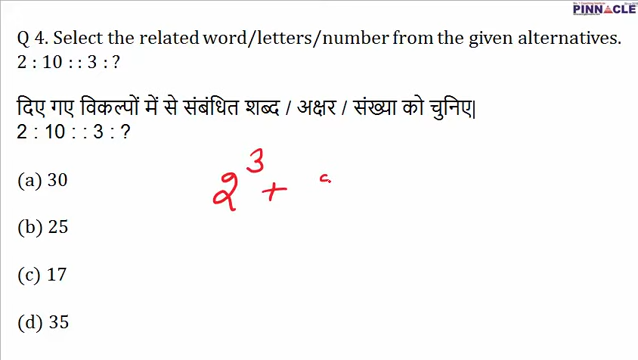 PINNACLE
Q 4. Select the related word/letters/number from the given alternatives.
2 : 10 : : 3 : ?
दिए गए विकल्पों में से संबंधित शब्द / अक्षर / संख्या को चुनिए|
2 : 10 : : 3 : ?
(a) 30
(b) 25
(c) 17
(d) 35
2³ +